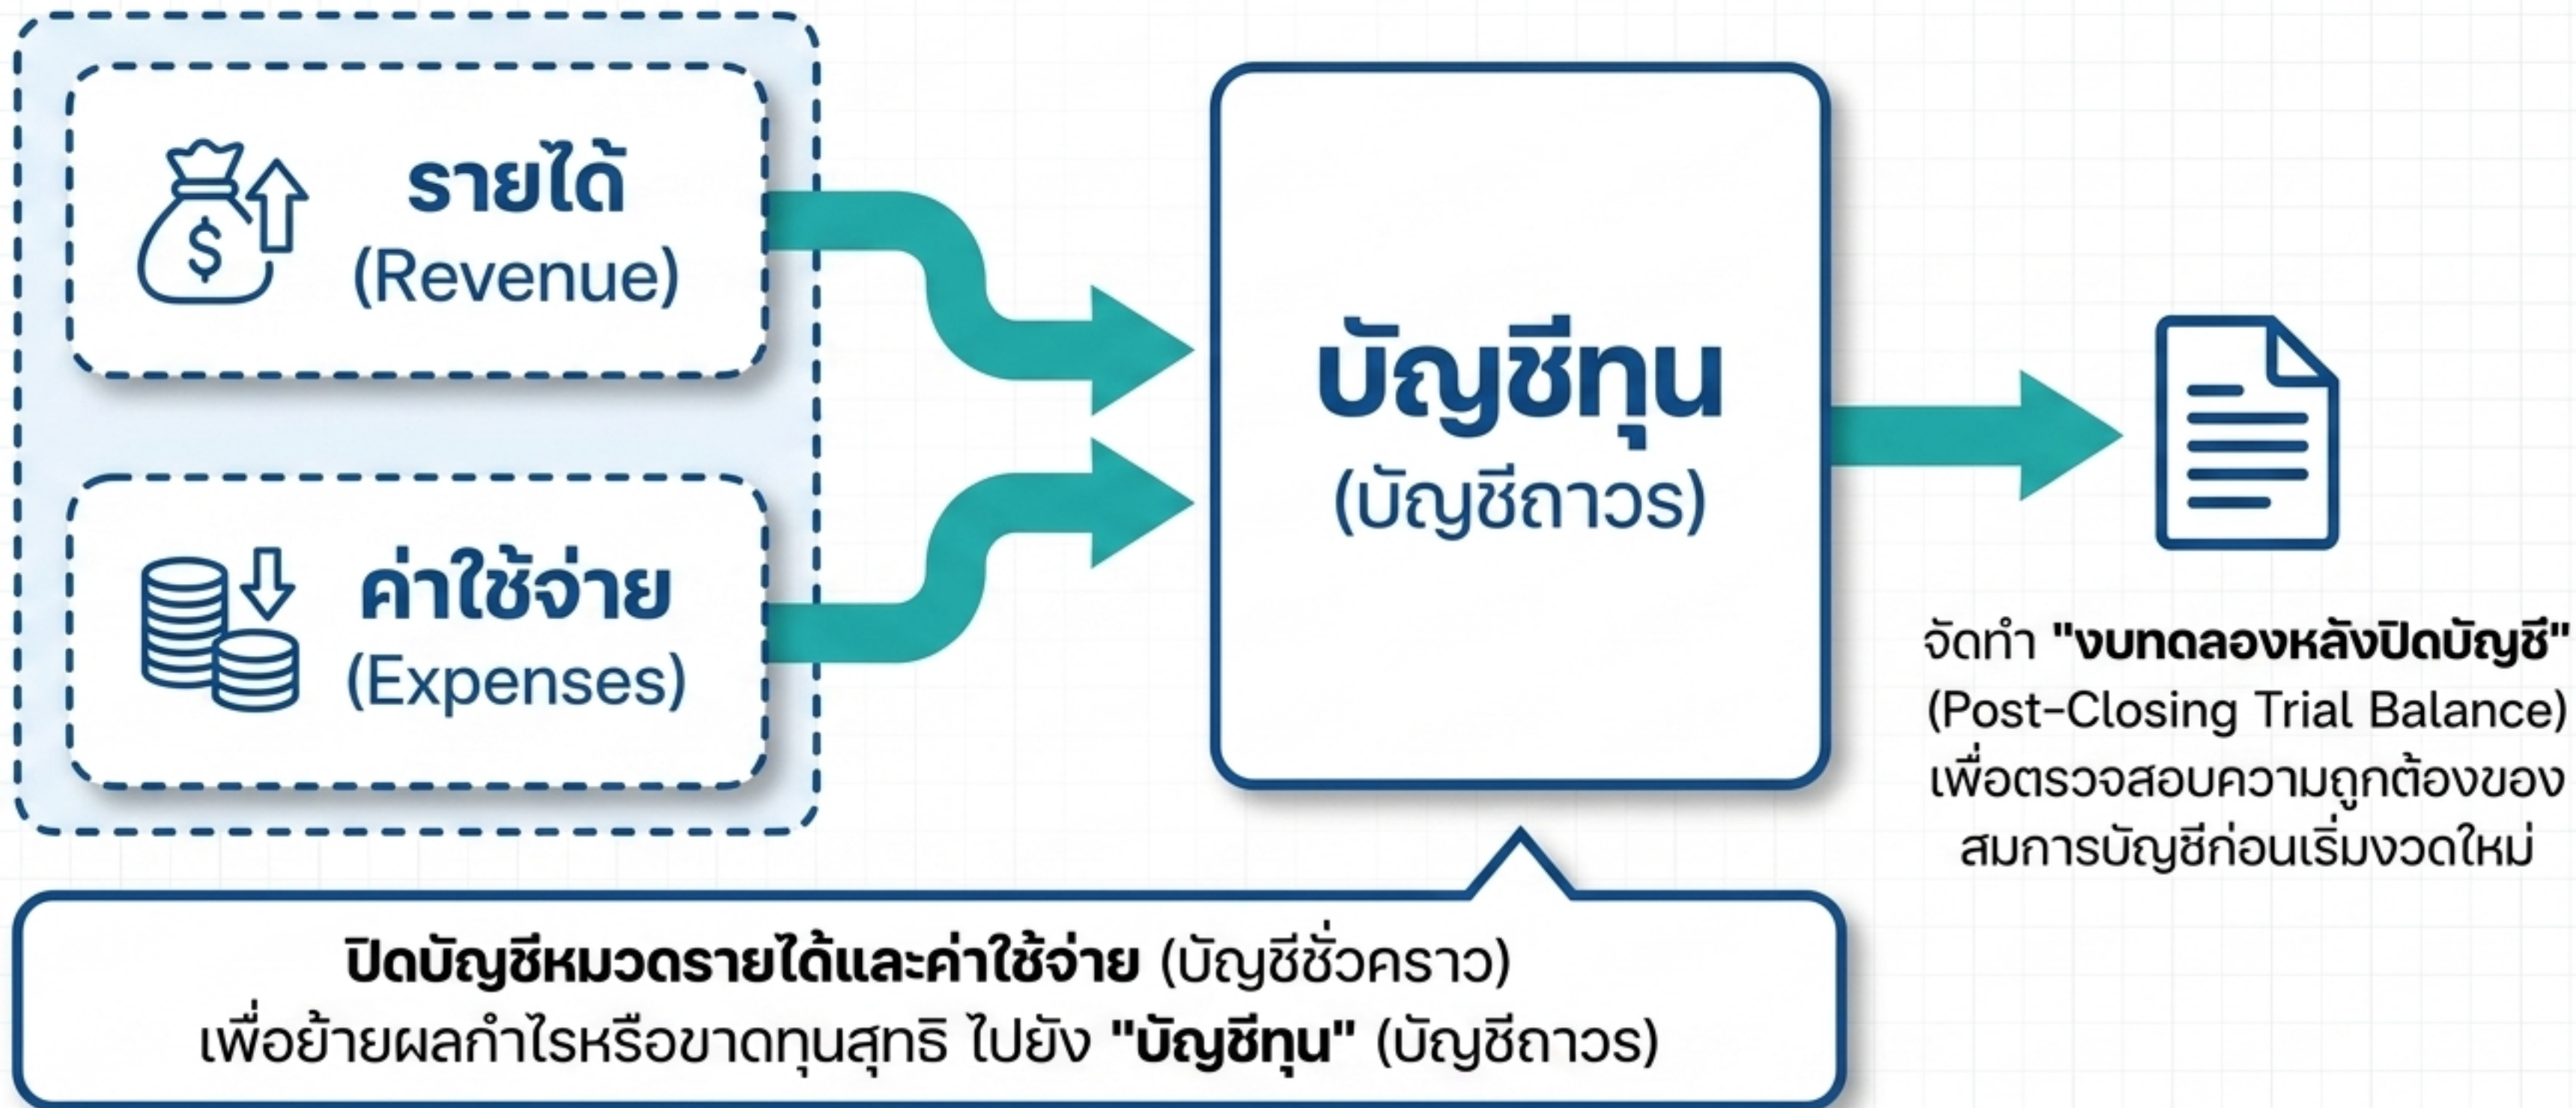 รายได้
(Revenue)
ค่าใช้จ่าย
(Expenses)
บัญชีทุน
(บัญชีถาวร)
จัดทำ "งบทดลองหลังปิดบัญชี"
(Post-Closing Trial Balance)
เพื่อตรวจสอบความถูกต้องของ
สมการบัญชีก่อนเริ่มงวดใหม่
ปิดบัญชีหมวดรายได้และค่าใช้จ่าย (บัญชีชั่วคราว)
เพื่อย้ายผลกำไรหรือขาดทุนสุทธิ ไปยัง "บัญชีทุน" (บัญชีถาวร)